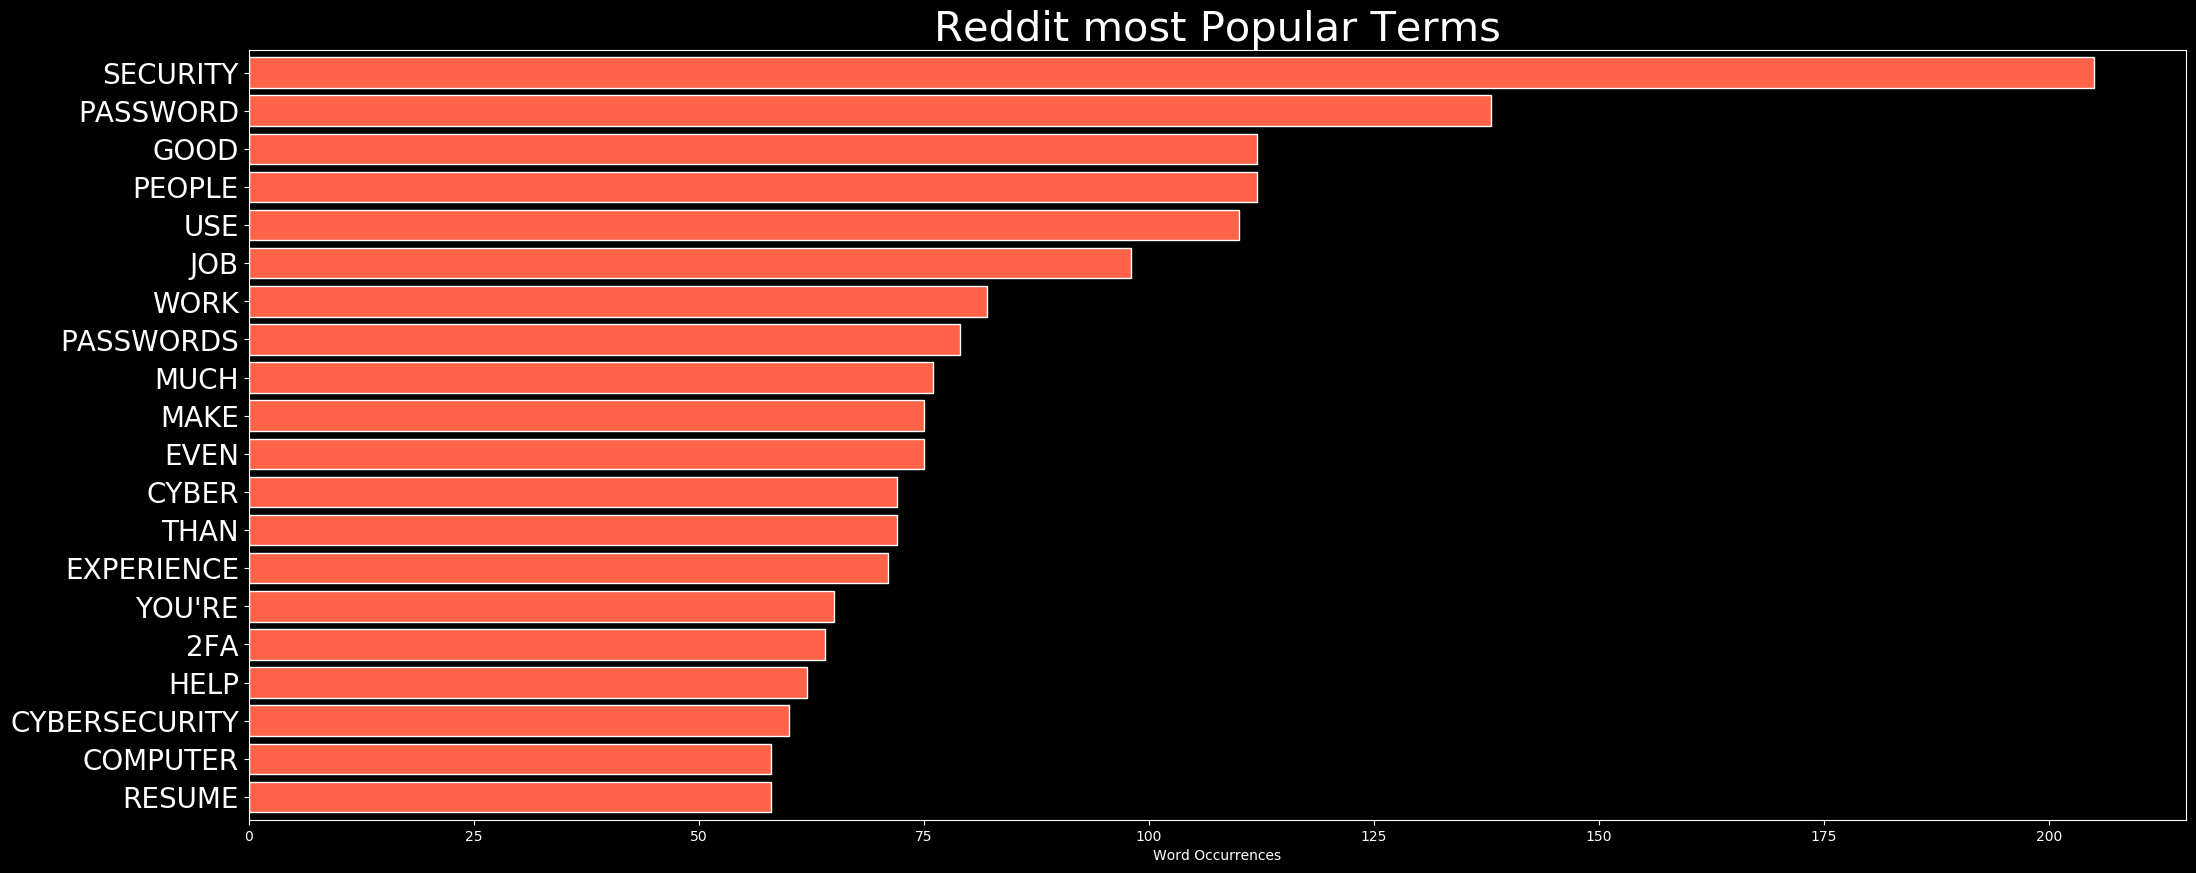 Reddit most Popular Terms
SECURITY
PASSWORD
GOOD
PEOPLE
USE
JOB
WORK
PASSWORDS
MUCH
MAKE
EVEN
CYBER
THAN
EXPERIENCE
YOU'RE
2FA
HELP
CYBERSECURITY
COMPUTER
RESUME
0 25 50 75 100 125 150 175 200
Word Occurrences